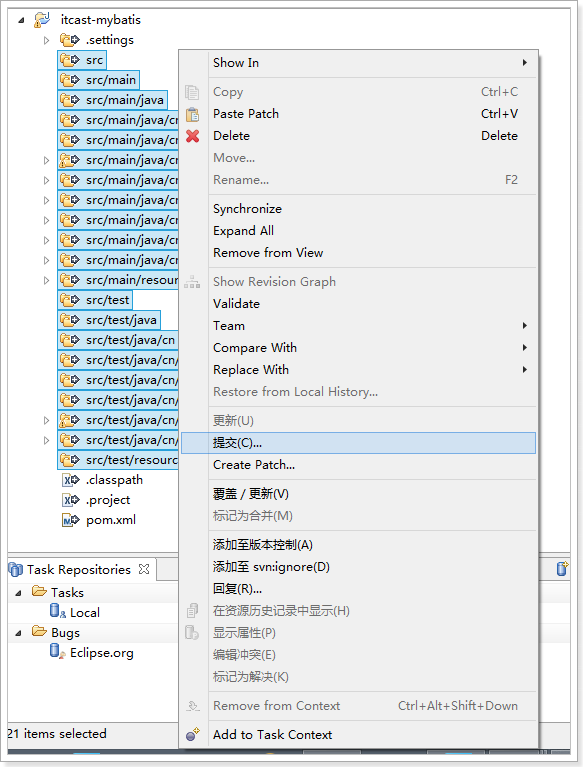 itcast-mybatis
.settings
src
src/main
src/main/java
src/main/java/cn
src/main/java/cn
src/main/java/cn
src/main/java/cn
src/main/java/cn
src/main/java/cn
src/main/java/cn
src/main/java/cn
src/main/resour
src/test
src/test/java
src/test/java/cn
src/test/java/cn/
src/test/java/cn/
src/test/java/cn/
src/test/java/cn/
src/test/java/cn/
src/test/resourc
.classpath
.project
pom.xml
Task Repositories
Tasks
Local
Bugs
Eclipse.org
21 items selected
Show In
Copy Ctrl+C
Paste Patch Ctrl+V
Delete Delete
Move...
Rename... F2
Synchronize
Expand All
Remove from View
Show Revision Graph
Validate
Team
Compare With
Replace With
Restore from Local History...
更新(U)
提交(C)...
Create Patch...
覆盖 / 更新(V)
标记为合并(M)
添加至版本控制(A)
添加至 svn:ignore(D)
回复(R)...
在资源历史记录中显示(H)
显示属性(P)
编辑冲突(E)
标记为解决(K)
Remove from Context Ctrl+Alt+Shift+Down
Add to Task Context